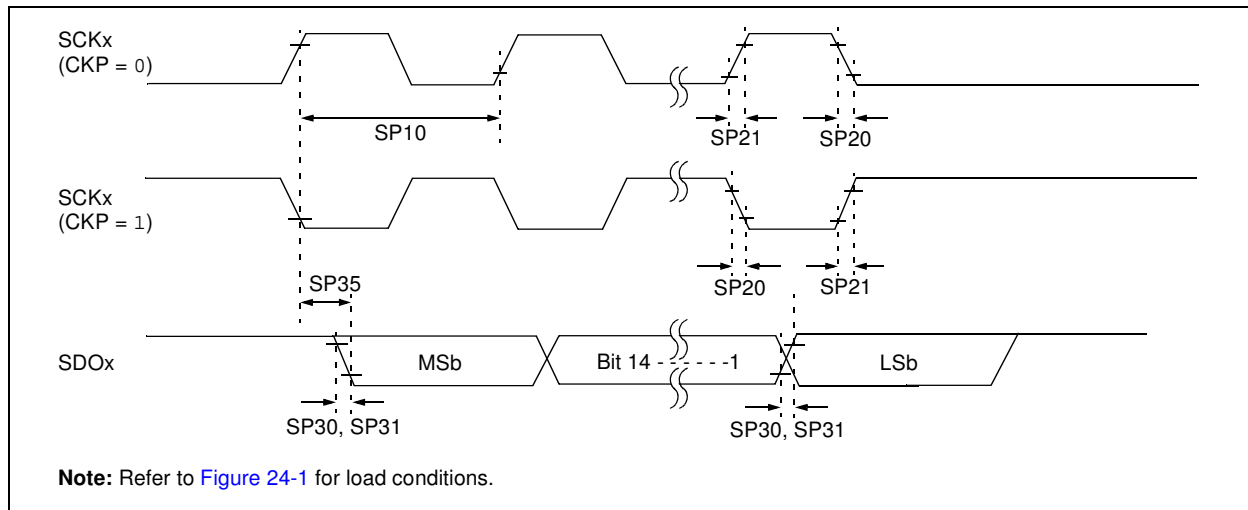 SCKx
(CKP = 0)
SP10
SP21
SP20
SCKx
(CKP = 1)
SP35
SP20
SP21
SDOx
MSb
Bit 14 - - - - - -1
LSb
SP30, SP31
SP30, SP31
Note: Refer to Figure 24-1 for load conditions.